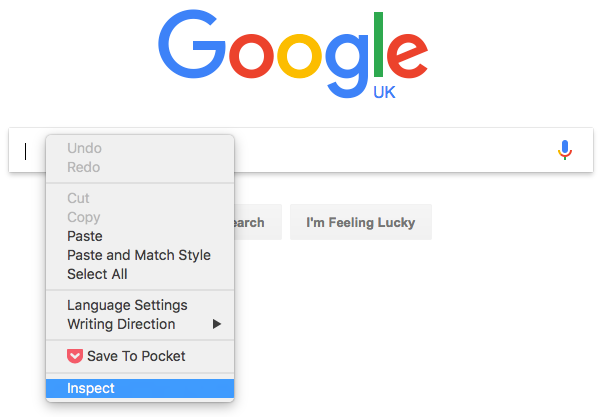 Google
UK
Undo
Redo
Cut
Copy
Paste
Paste and Match Style
earch
I'm Feeling Lucky
Select All
Language Settings
Writing Direction
Save To Pocket
Inspect